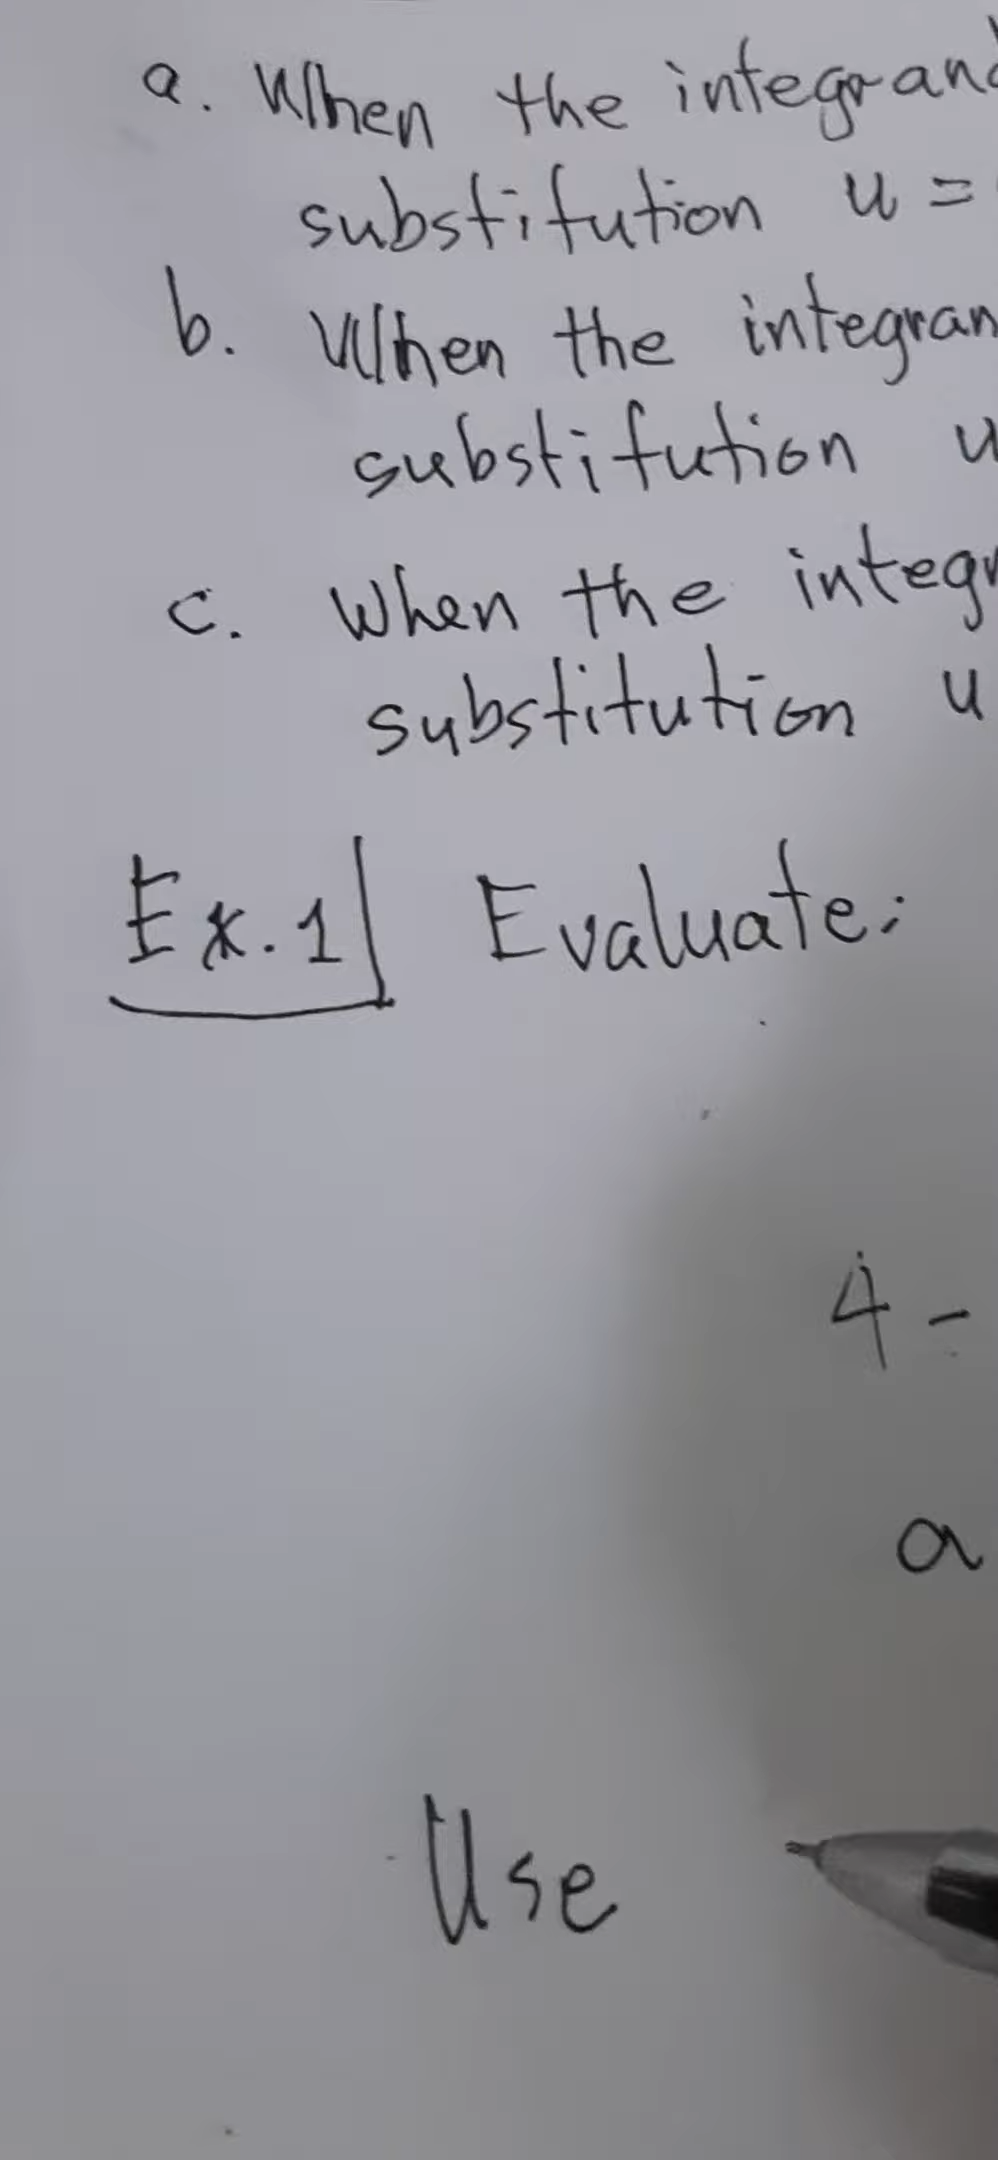 a. When the integrand
substitution u =
b. When the integran
substitution u
c. When the integr
substitution u
Ex. 1 Evaluate:
4 -
a
Use